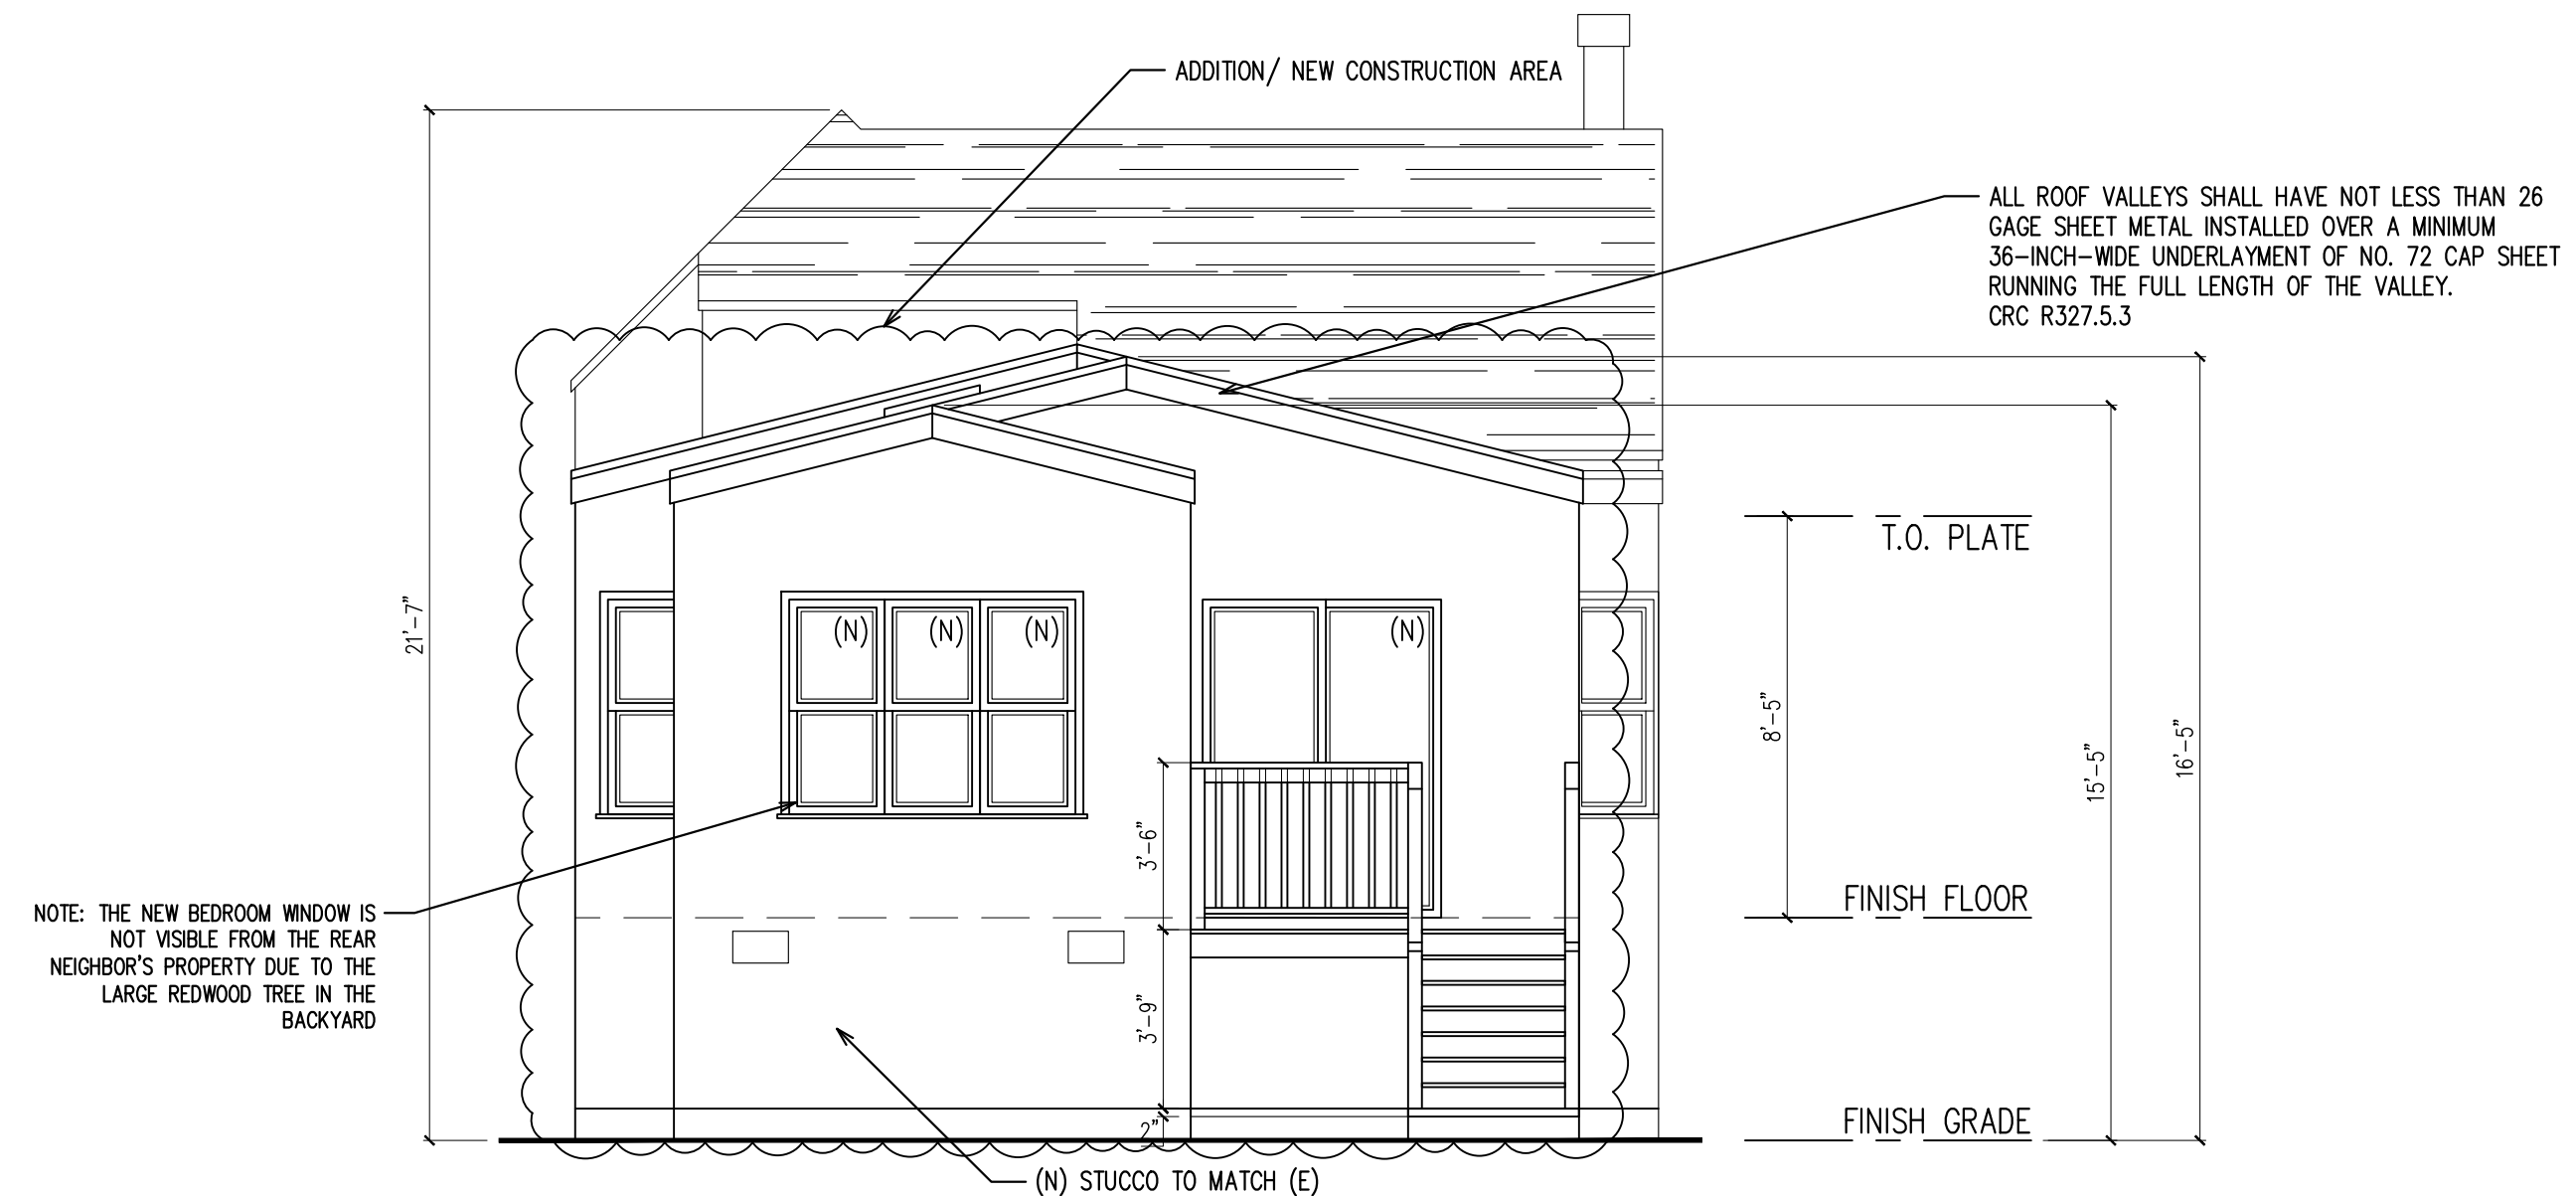 ADDITION/ NEW CONSTRUCTION AREA
ALL ROOF VALLEYS SHALL HAVE NOT LESS THAN 26
GAGE SHEET METAL INSTALLED OVER A MINIMUM
36-INCH-WIDE UNDERLAYMENT OF NO. 72 CAP SHEET
RUNNING THE FULL LENGTH OF THE VALLEY.
CRC R327.5.3
T.O. PLATE
21'-7"
(N)
(N)
(N)
(N)
8'-5"
15'-5"
16'-5"
3'-6"
FINISH FLOOR
NOTE: THE NEW BEDROOM WINDOW IS
NOT VISIBLE FROM THE REAR
NEIGHBOR'S PROPERTY DUE TO THE
LARGE REDWOOD TREE IN THE
BACKYARD
3'-9"
2"
FINISH GRADE
(N) STUCCO TO MATCH (E)